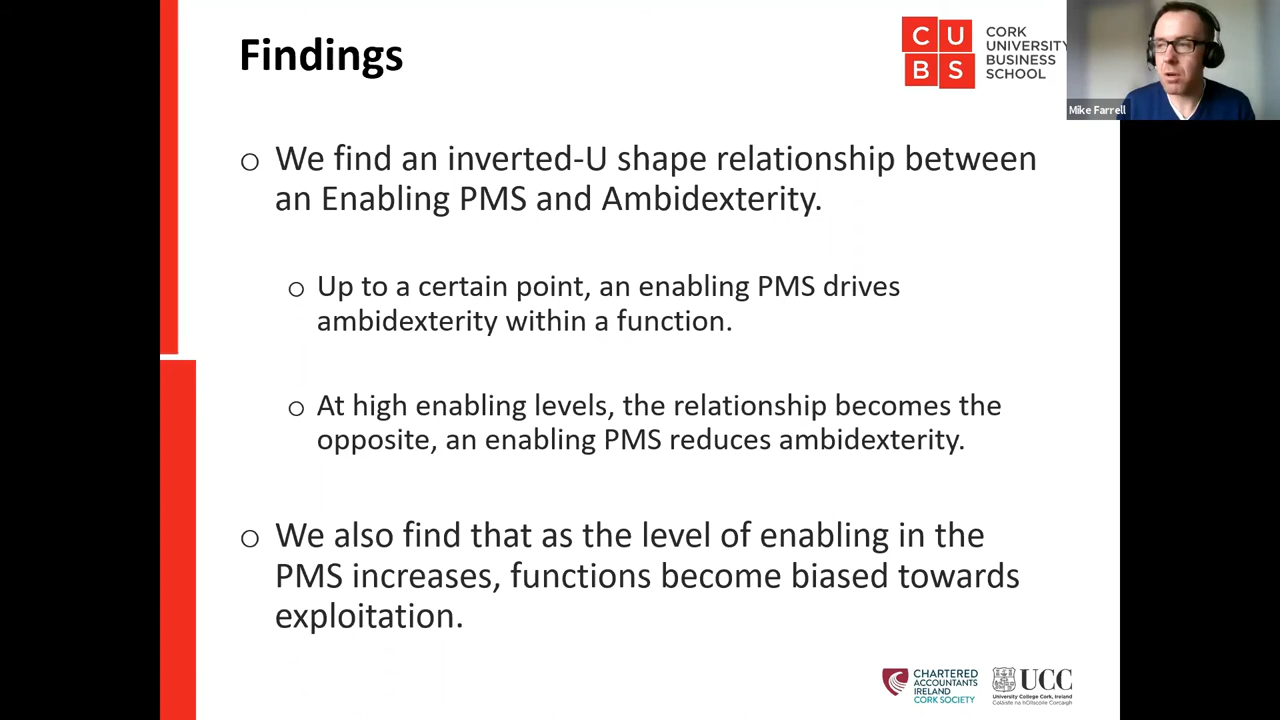 Findings
CUBS
CORK
UNIVERSITY
BUSINESS
SCHOOL
Mike Farrell
○ We find an inverted-U shape relationship between
an Enabling PMS and Ambidexterity.
○ Up to a certain point, an enabling PMS drives
ambidexterity within a function.
○ At high enabling levels, the relationship becomes the
opposite, an enabling PMS reduces ambidexterity.
○ We also find that as the level of enabling in the
PMS increases, functions become biased towards
exploitation.
CHARTERED
ACCOUNTANTS
IRELAND
CORK SOCIETY
UCC
University College Cork, Ireland
Coláiste na hOllscoile Corcaigh